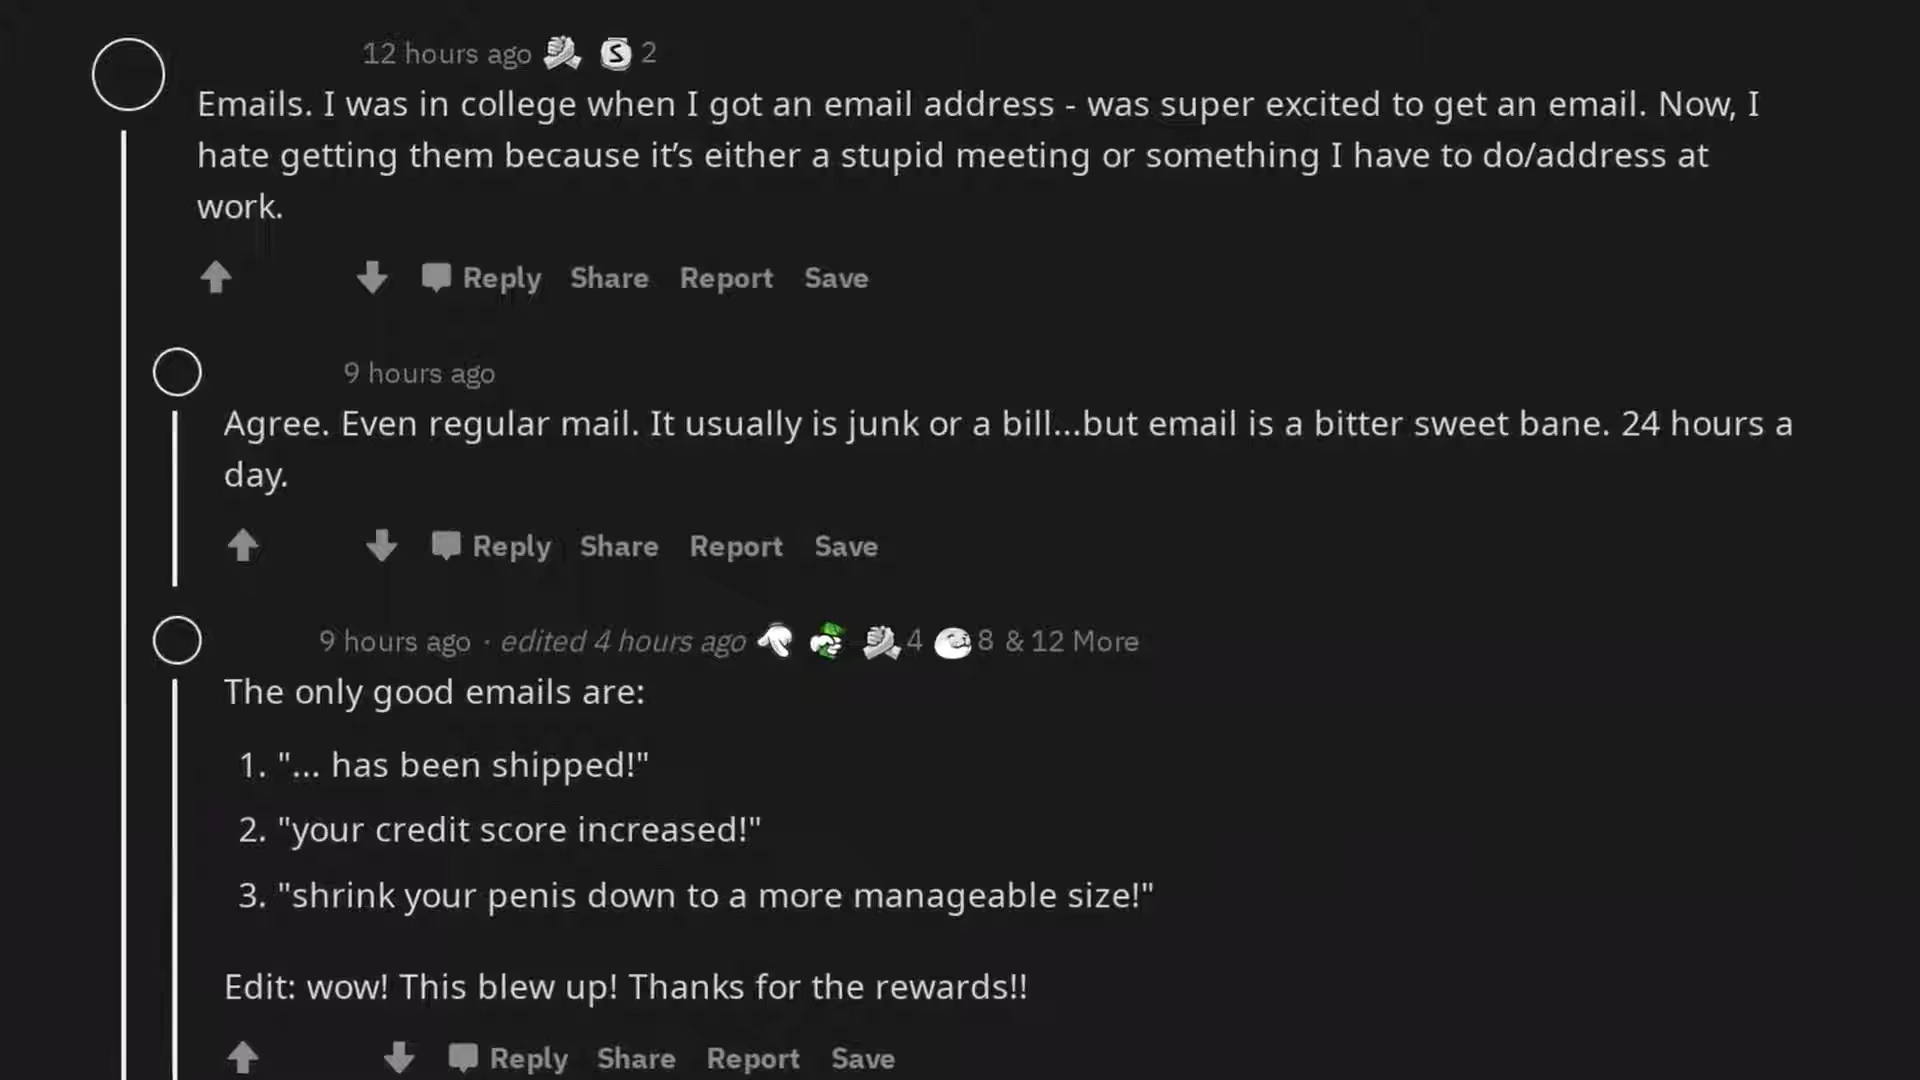 12 hours ago 2
Emails. I was in college when I got an email address - was super excited to get an email. Now, I
hate getting them because it’s either a stupid meeting or something I have to do/address at
work.
Reply Share Report Save
9 hours ago
Agree. Even regular mail. It usually is junk or a bill...but email is a bitter sweet bane. 24 hours a
day.
Reply Share Report Save
9 hours ago · edited 4 hours ago 4 8 & 12 More
The only good emails are:
1. "... has been shipped!"
2. "your credit score increased!"
3. "shrink your penis down to a more manageable size!"
Edit: wow! This blew up! Thanks for the rewards!!
Reply Share Report Save